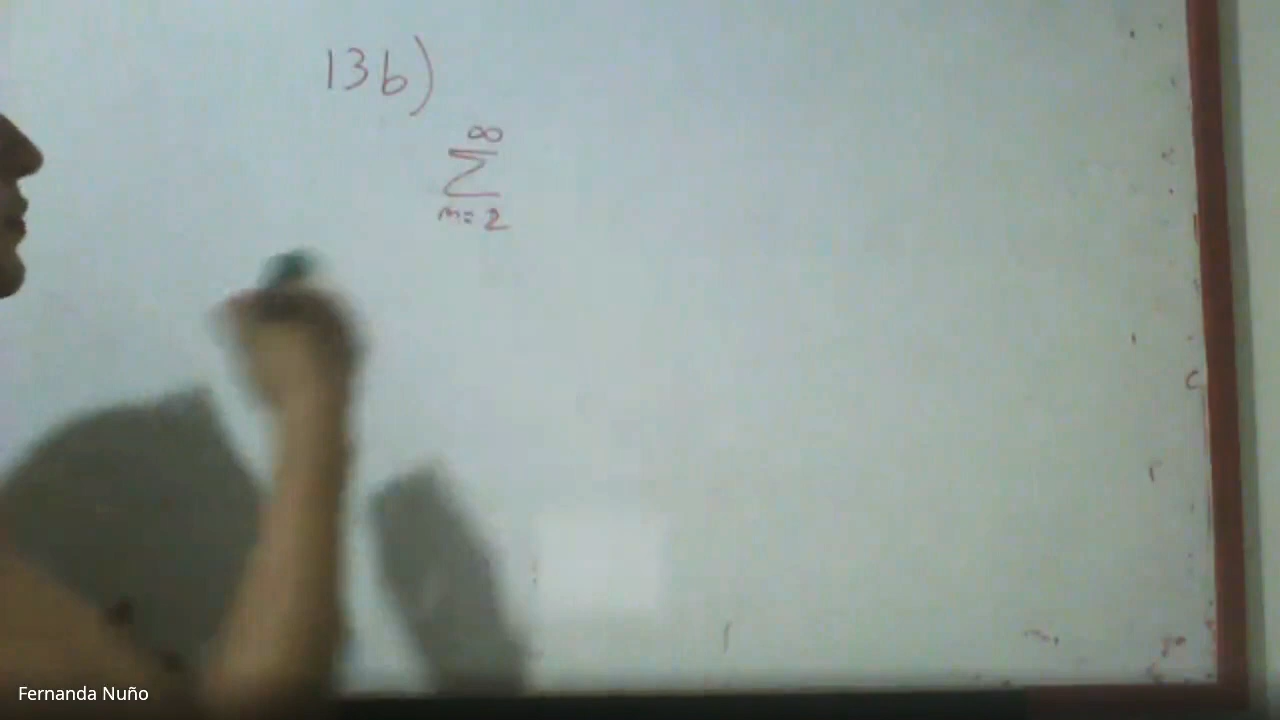 13b)
∞
Σ
n=2
Fernanda Nuño